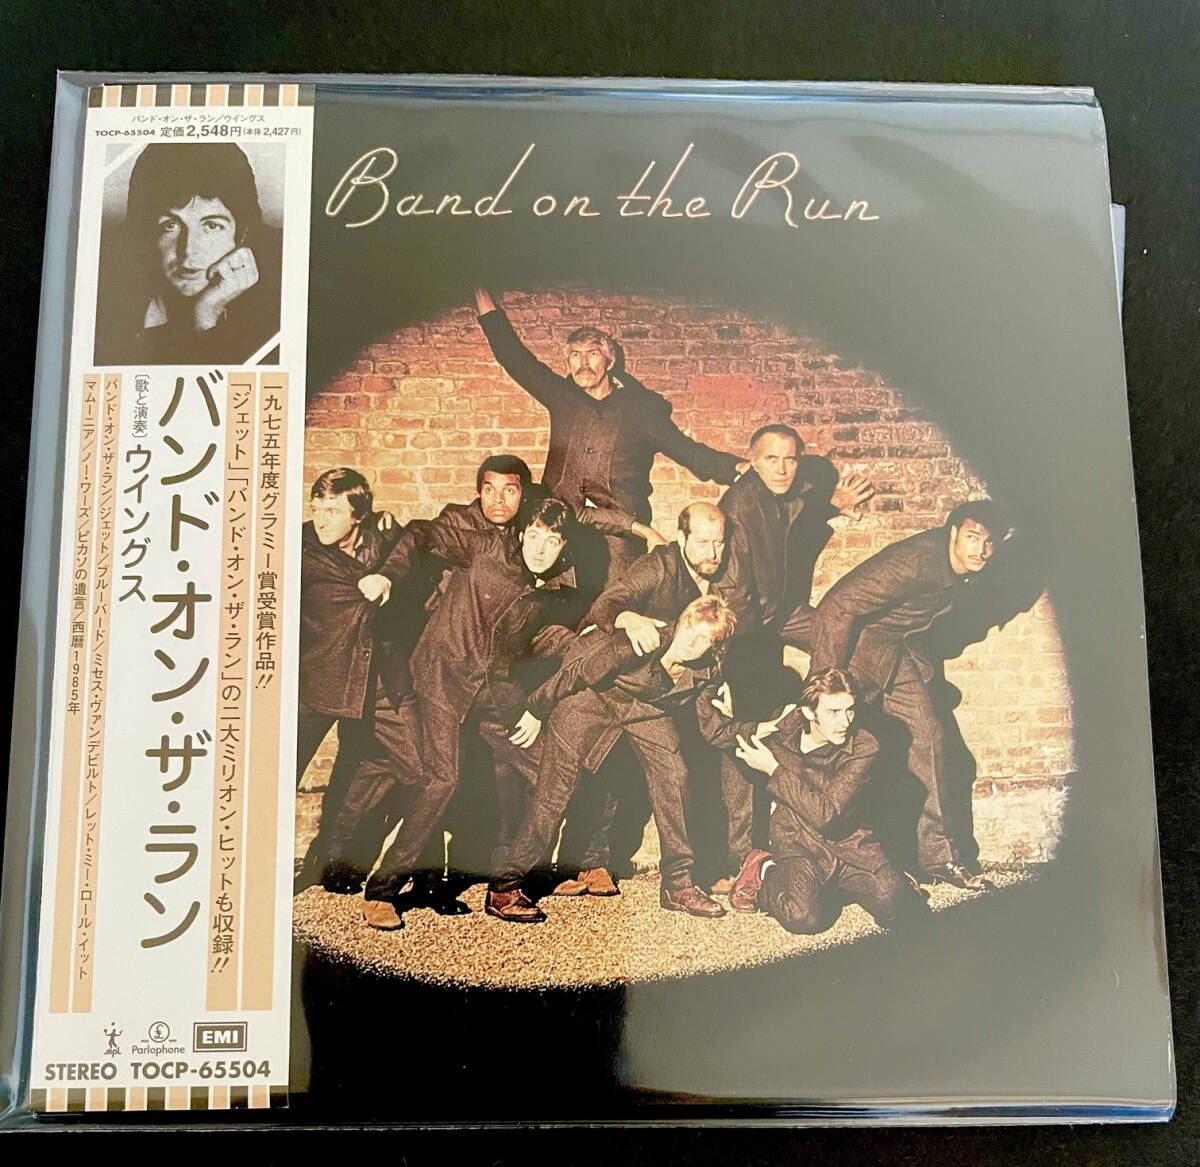 バンド・オン・ザ・ラン／ウイングス
TOCP-65504 定価2,548円(本体2,427円)
Band on the Run
一九七五年度グラミー賞受賞作品!!
「ジェット」「バンド・オン・ザ・ラン」の二大ミリオン・ヒットも収録!!
バンド・オン・ザ・ラン
〔歌と演奏〕ウイングス
バンド・オン・ザ・ラン／ジェット／ブルーバード／ミセス・ヴァンデビルト／レット・ミー・ロール・イット
マムーニア／ノー・ワーズ／ピカソの遺言／西暦1985年
mpL
£
Parlophone
EMI
STEREO TOCP-65504